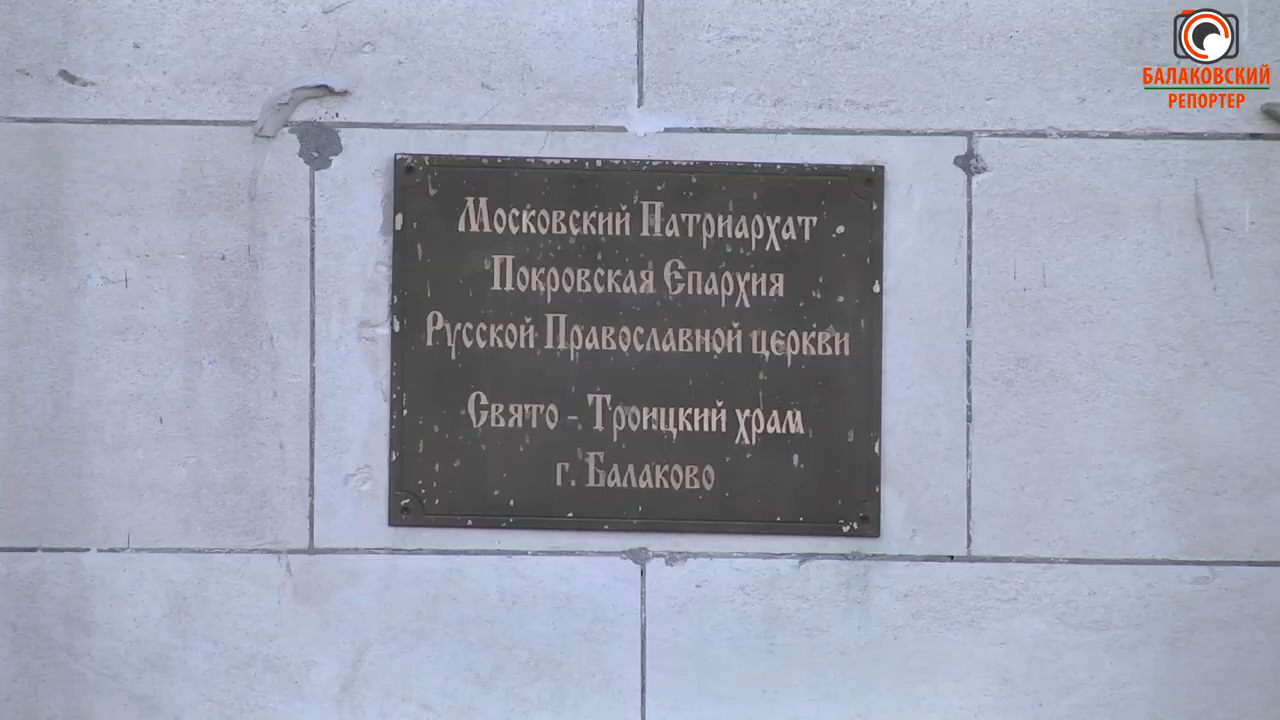 БАЛАКОВСКИЙ
РЕПОРТЕР
Московский Патриархат
Покровская Епархия
Русской Православной церкви
Свято - Троицкий храм
г. Балаково